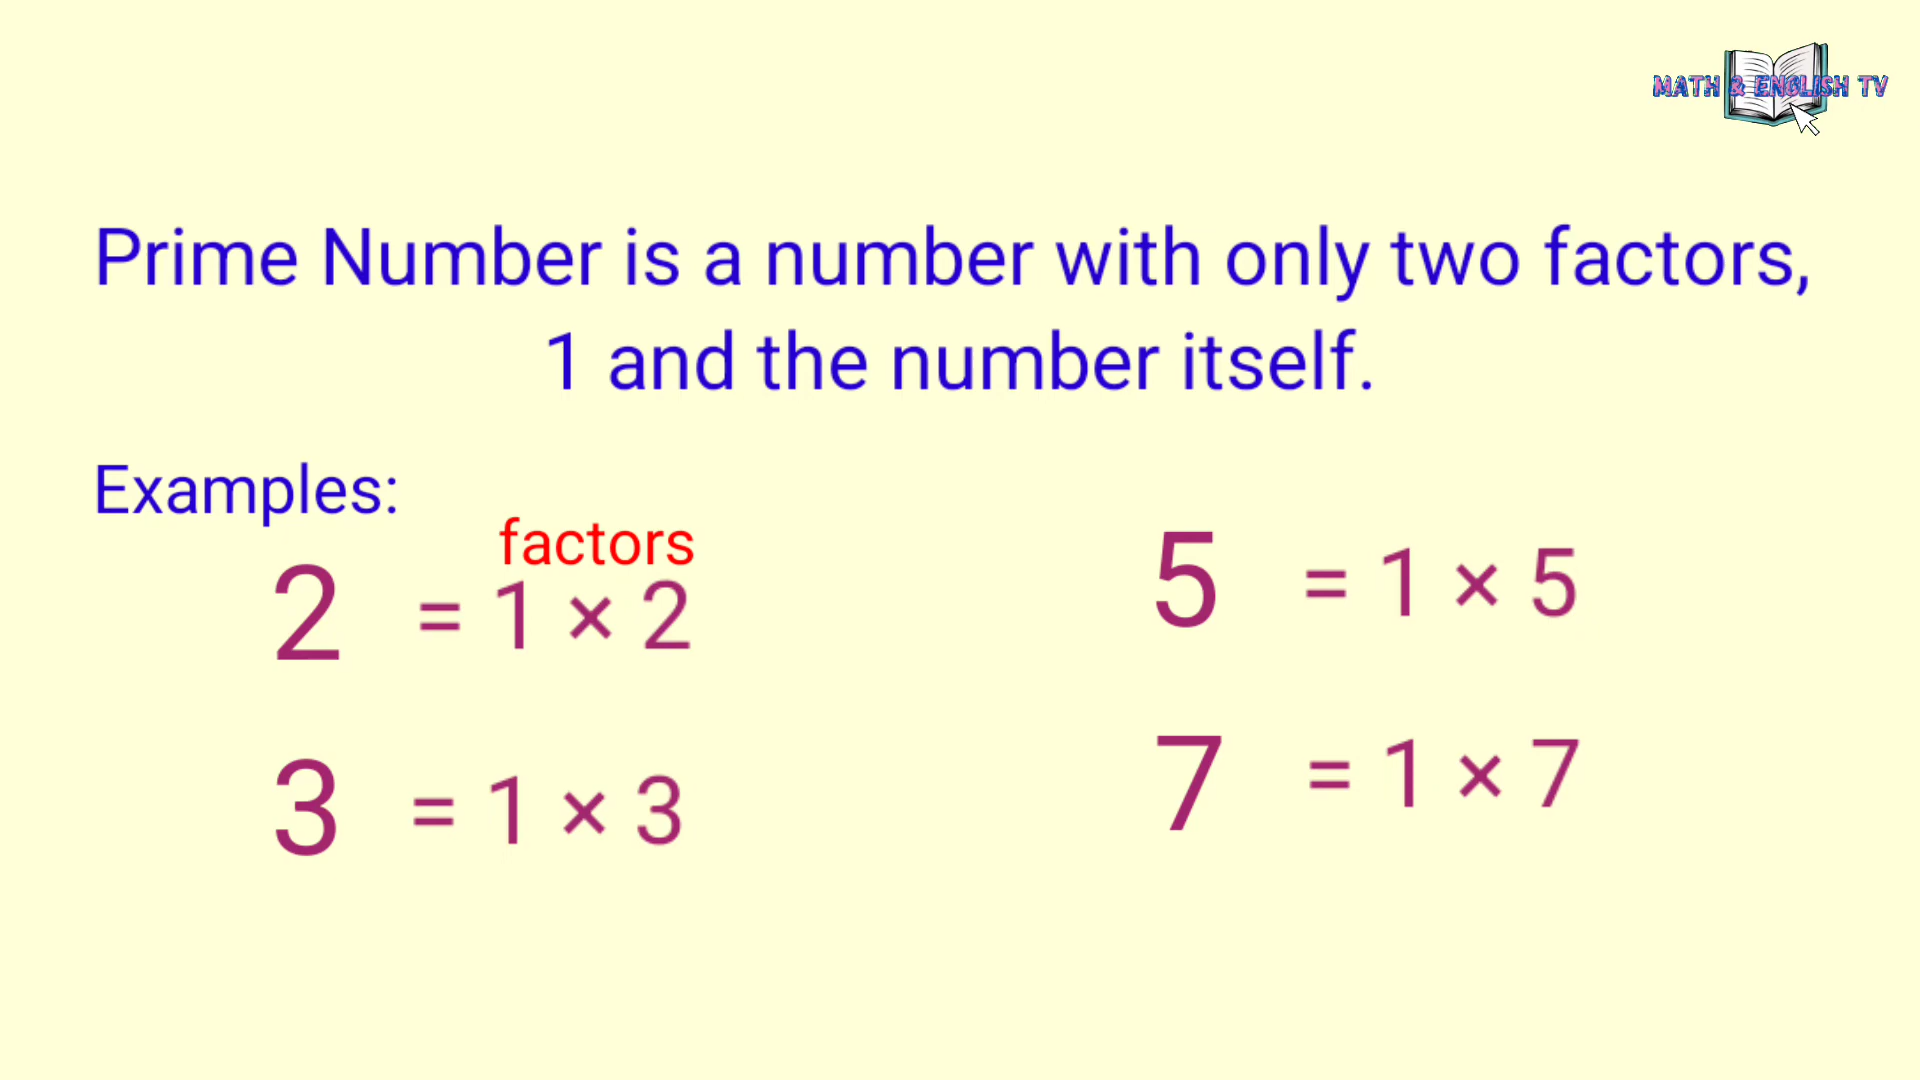 MATH & ENGLISH TV
Prime Number is a number with only two factors,
1 and the number itself.
Examples:
factors
2 = 1 × 2
3 = 1 × 3
5 = 1 × 5
7 = 1 × 7